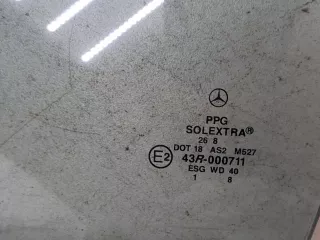 PPG
SOLEXTRA®
26 8
DOT 18 AS2 M527
E2 43R-000711
ESG WD 40
1 8